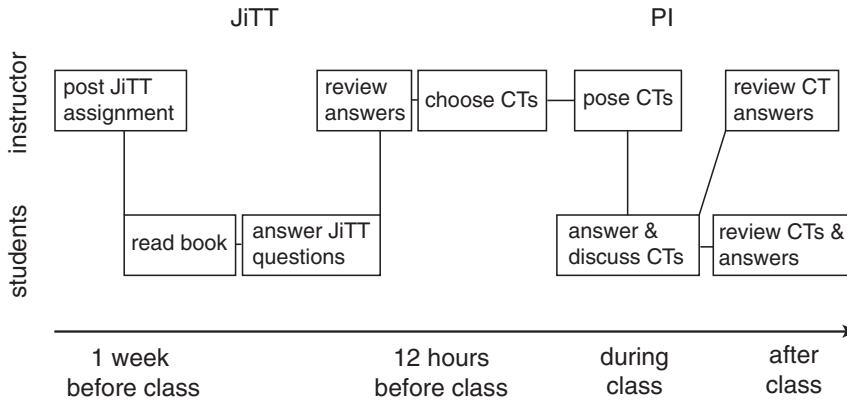 JiTT
PI
instructor
post JiTT
assignment
review
answers
choose CTs
pose CTs
review CT
answers
students
read book
answer JiTT
questions
answer &
discuss CTs
review CTs &
answers
1 week
before class
12 hours
before class
during
class
after
class